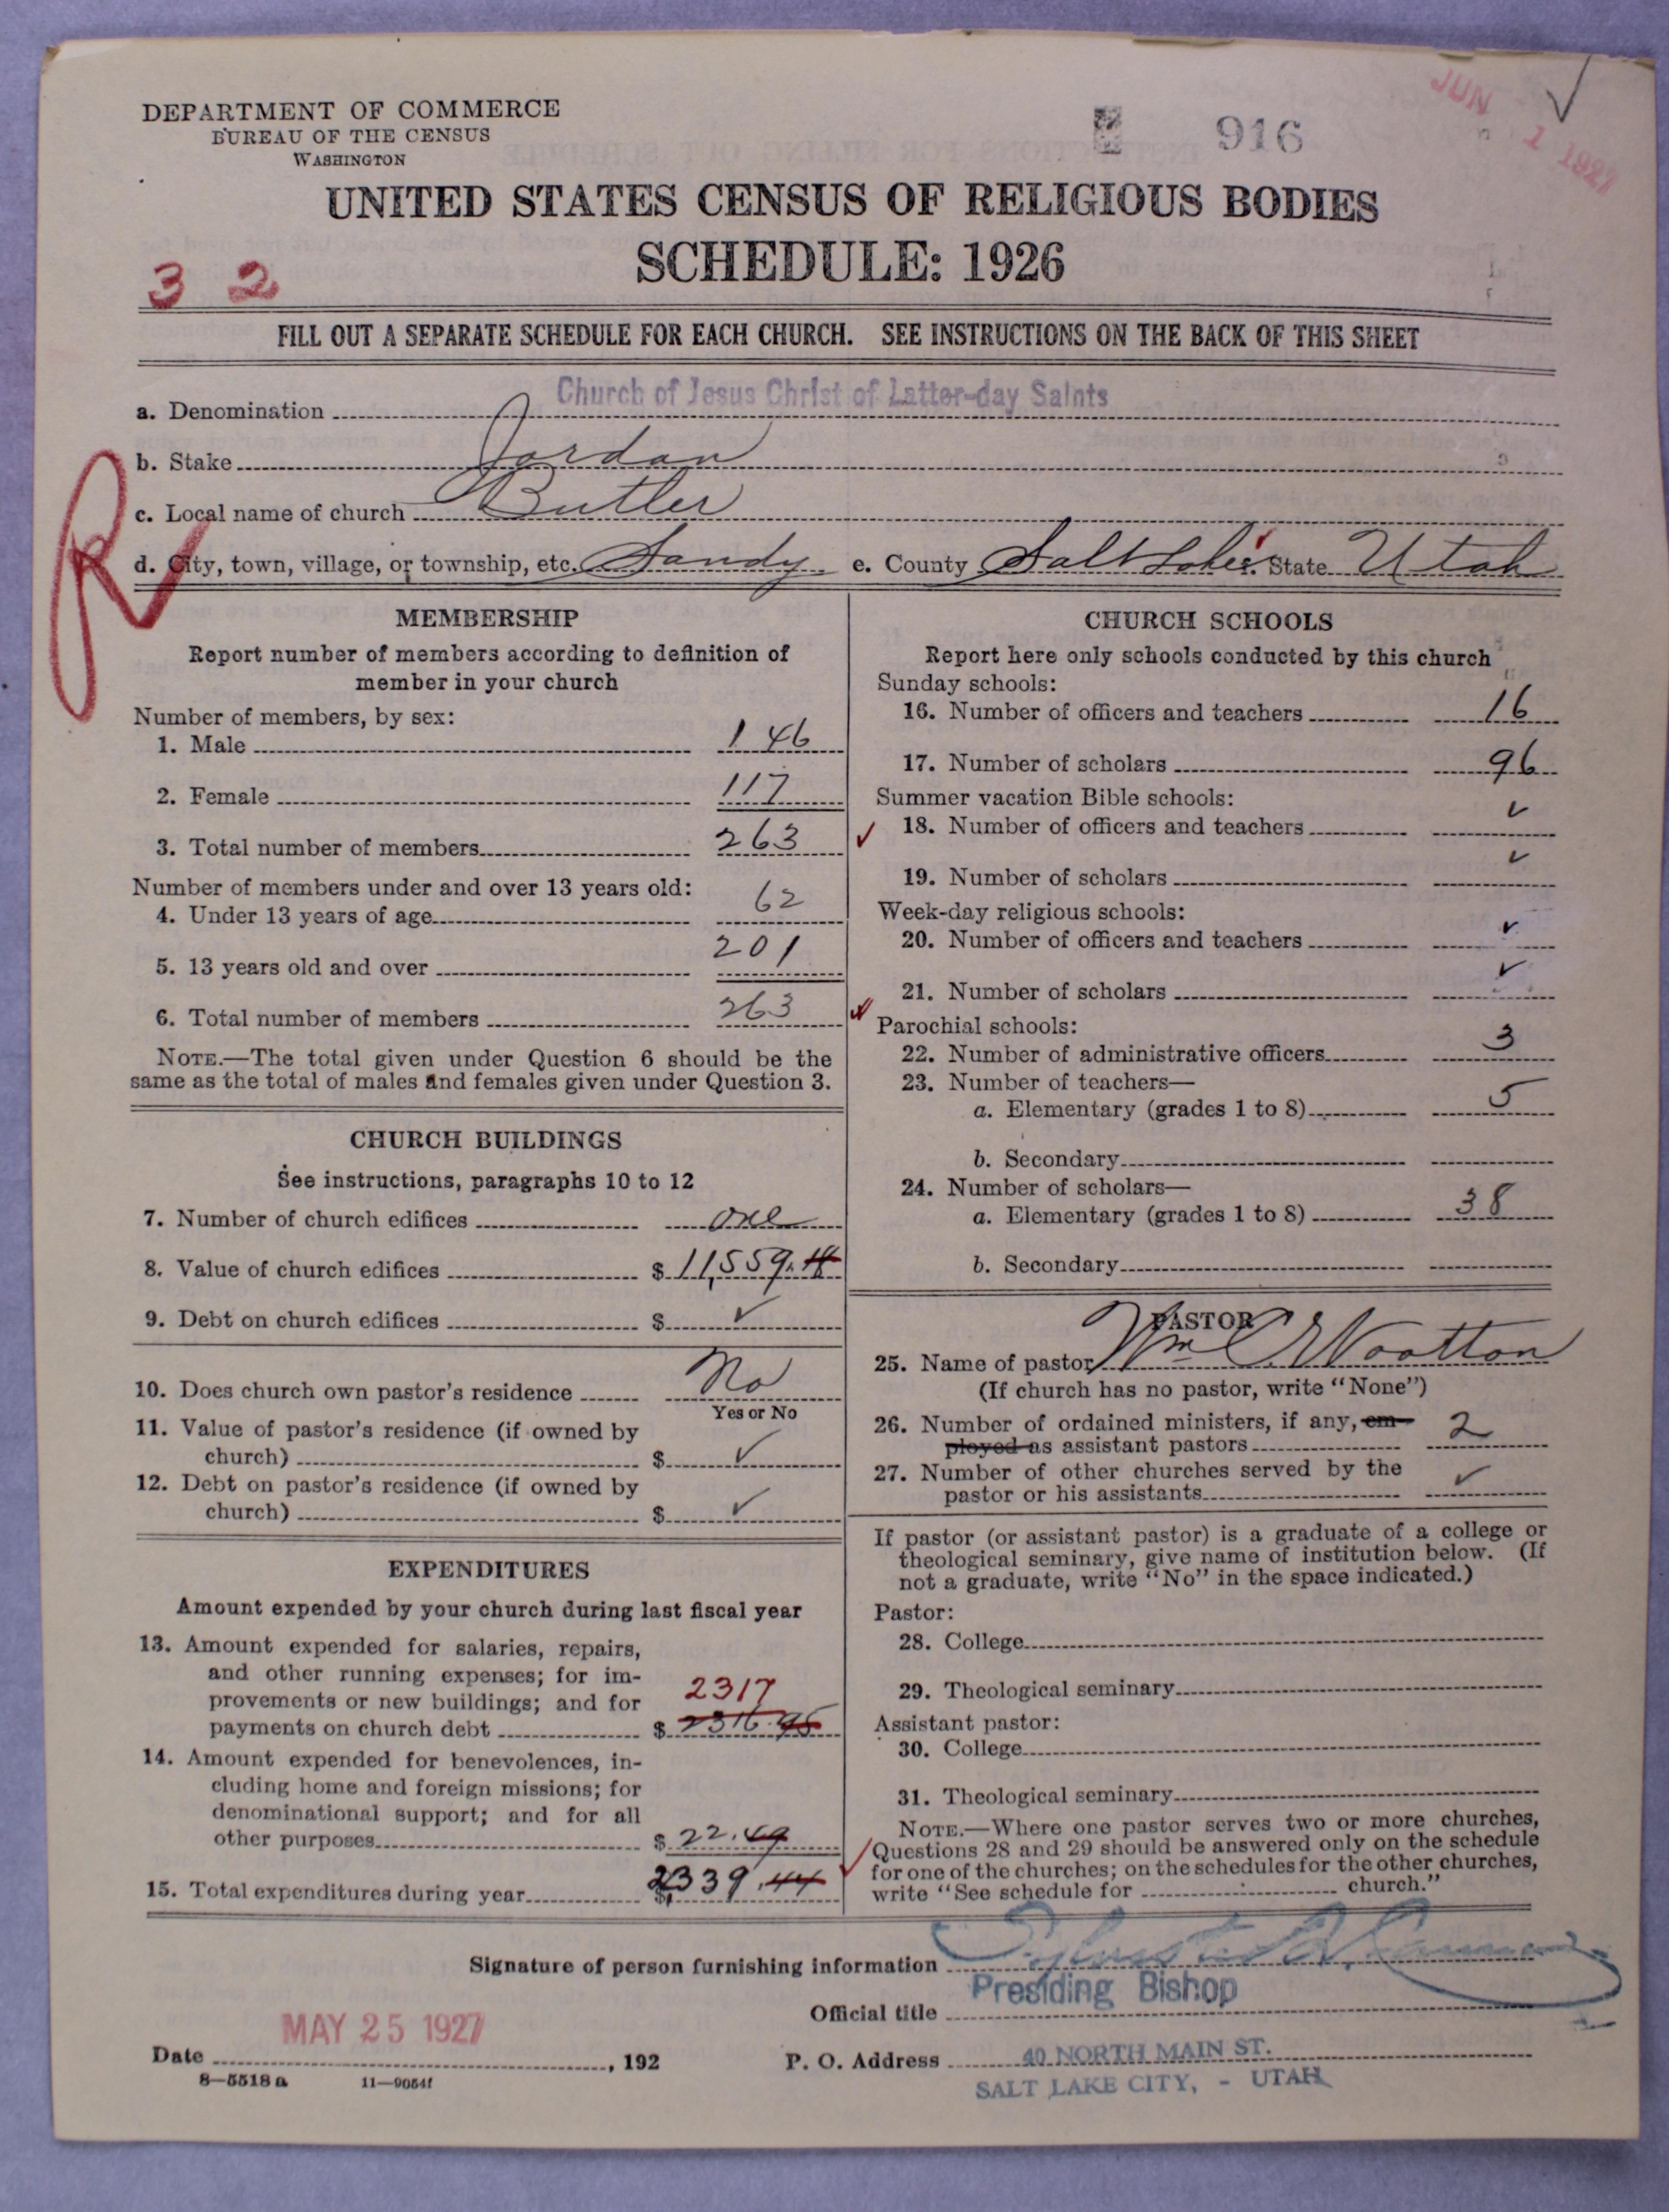 DEPARTMENT OF COMMERCE
BUREAU OF THE CENSUS
WASHINGTON
916
JUN 1 1927
UNITED STATES CENSUS OF RELIGIOUS BODIES
SCHEDULE: 1926
3 2
FILL OUT A SEPARATE SCHEDULE FOR EACH CHURCH. SEE INSTRUCTIONS ON THE BACK OF THIS SHEET
a. Denomination Church of Jesus Christ of Latter-day Saints
b. Stake Jordan
c. Local name of church Butler
R
d. City, town, village, or township, etc. Sandy e. County Salt Lake State Utah
MEMBERSHIP
Report number of members according to definition of
member in your church
Number of members, by sex:
1. Male 146
2. Female 117
3. Total number of members 263 ✓
Number of members under and over 13 years old:
4. Under 13 years of age 62
5. 13 years old and over 201
6. Total number of members 263
NOTE.—The total given under Question 6 should be the
same as the total of males and females given under Question 3.
CHURCH BUILDINGS
See instructions, paragraphs 10 to 12
7. Number of church edifices one
8. Value of church edifices $ 11,559.
9. Debt on church edifices $ ✓
10. Does church own pastor's residence No
Yes or No
11. Value of pastor's residence (if owned by
church) $ ✓
12. Debt on pastor's residence (if owned by
church) $ ✓
EXPENDITURES
Amount expended by your church during last fiscal year
13. Amount expended for salaries, repairs,
and other running expenses; for im-
provements or new buildings; and for 2317
payments on church debt $ 2316.95
14. Amount expended for benevolences, in-
cluding home and foreign missions; for
denominational support; and for all
other purposes $ 22.49
15. Total expenditures during year $ 2339.44 ✓
CHURCH SCHOOLS
Report here only schools conducted by this church
Sunday schools:
16. Number of officers and teachers 16
17. Number of scholars 96
Summer vacation Bible schools:
18. Number of officers and teachers ✓
19. Number of scholars ✓
Week-day religious schools:
20. Number of officers and teachers ✓
21. Number of scholars ✓
Parochial schools:
22. Number of administrative officers 3
23. Number of teachers—
a. Elementary (grades 1 to 8) 5
b. Secondary
24. Number of scholars—
a. Elementary (grades 1 to 8) 38
b. Secondary
PASTOR
25. Name of pastor Wm C. Wootton
(If church has no pastor, write "None")
26. Number of ordained ministers, if any, em-
ployed as assistant pastors 2
27. Number of other churches served by the
pastor or his assistants ✓
If pastor (or assistant pastor) is a graduate of a college or
theological seminary, give name of institution below. (If
not a graduate, write "No" in the space indicated.)
Pastor:
28. College
29. Theological seminary
Assistant pastor:
30. College
31. Theological seminary
NOTE.—Where one pastor serves two or more churches,
Questions 28 and 29 should be answered only on the schedule
for one of the churches; on the schedules for the other churches,
write "See schedule for church."
Signature of person furnishing information
Official title Presiding Bishop
Date MAY 25 1927, 192
P. O. Address 40 NORTH MAIN ST.
SALT LAKE CITY, - UTAH
8—5518 a 11—9054f